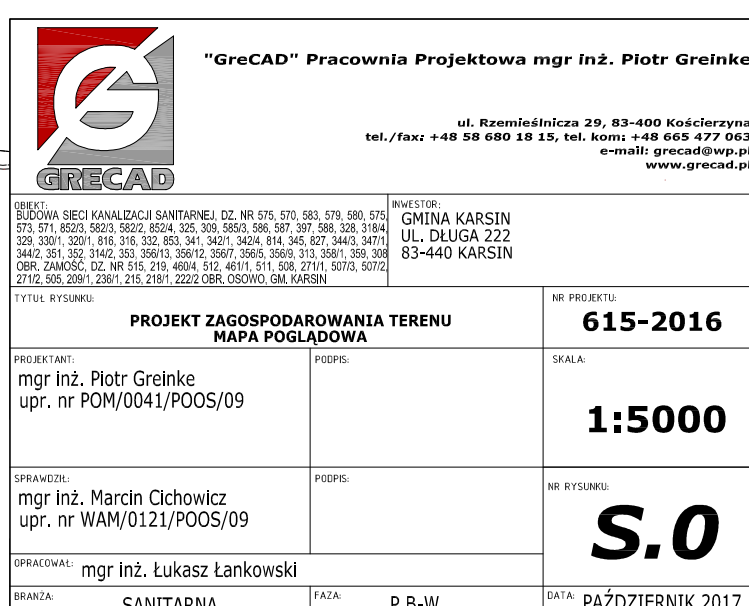 "GreCAD" Pracownia Projektowa mgr inż. Piotr Greinke
ul. Rzemieślnicza 29, 83-400 Kościerzyna
tel./fax: +48 58 680 18 15, tel. kom: +48 665 477 063
e-mail: grecad@wp.pl
www.grecad.pl
GRECAD
OBIEKT:
BUDOWA SIECI KANALIZACJI SANITARNEJ, DZ. NR 575, 570, 583, 579, 580, 575,
573, 571, 852/3, 582/3, 582/2, 852/4, 325, 309, 585/3, 586, 587, 397, 588, 328, 318/4,
329, 330/1, 320/1, 816, 316, 332, 853, 341, 342/1, 342/4, 814, 345, 827, 344/3, 347/1,
344/2, 351, 352, 314/2, 353, 356/13, 356/12, 356/7, 356/5, 356/9, 313, 358/1, 359, 308
OBR. ZAMOŚĆ, DZ. NR 515, 219, 460/4, 512, 461/1, 511, 508, 271/1, 507/3, 507/2,
271/2, 505, 209/1, 236/1, 215, 218/1, 222/2 OBR. OSOWO, GM. KARSIN
INWESTOR:
GMINA KARSIN
UL. DŁUGA 222
83-440 KARSIN
TYTUŁ RYSUNKU:
PROJEKT ZAGOSPODAROWANIA TERENU
MAPA POGLĄDOWA
NR PROJEKTU:
615-2016
PROJEKTANT:
mgr inż. Piotr Greinke
upr. nr POM/0041/POOS/09
PODPIS:
SKALA:
1:5000
SPRAWDZIŁ:
mgr inż. Marcin Cichowicz
upr. nr WAM/0121/POOS/09
PODPIS:
NR RYSUNKU:
S.0
OPRACOWAŁ: mgr inż. Łukasz Łankowski
BRANŻA: SANITARNA
FAZA: P.B-W
DATA: PAŹDZIERNIK 2017